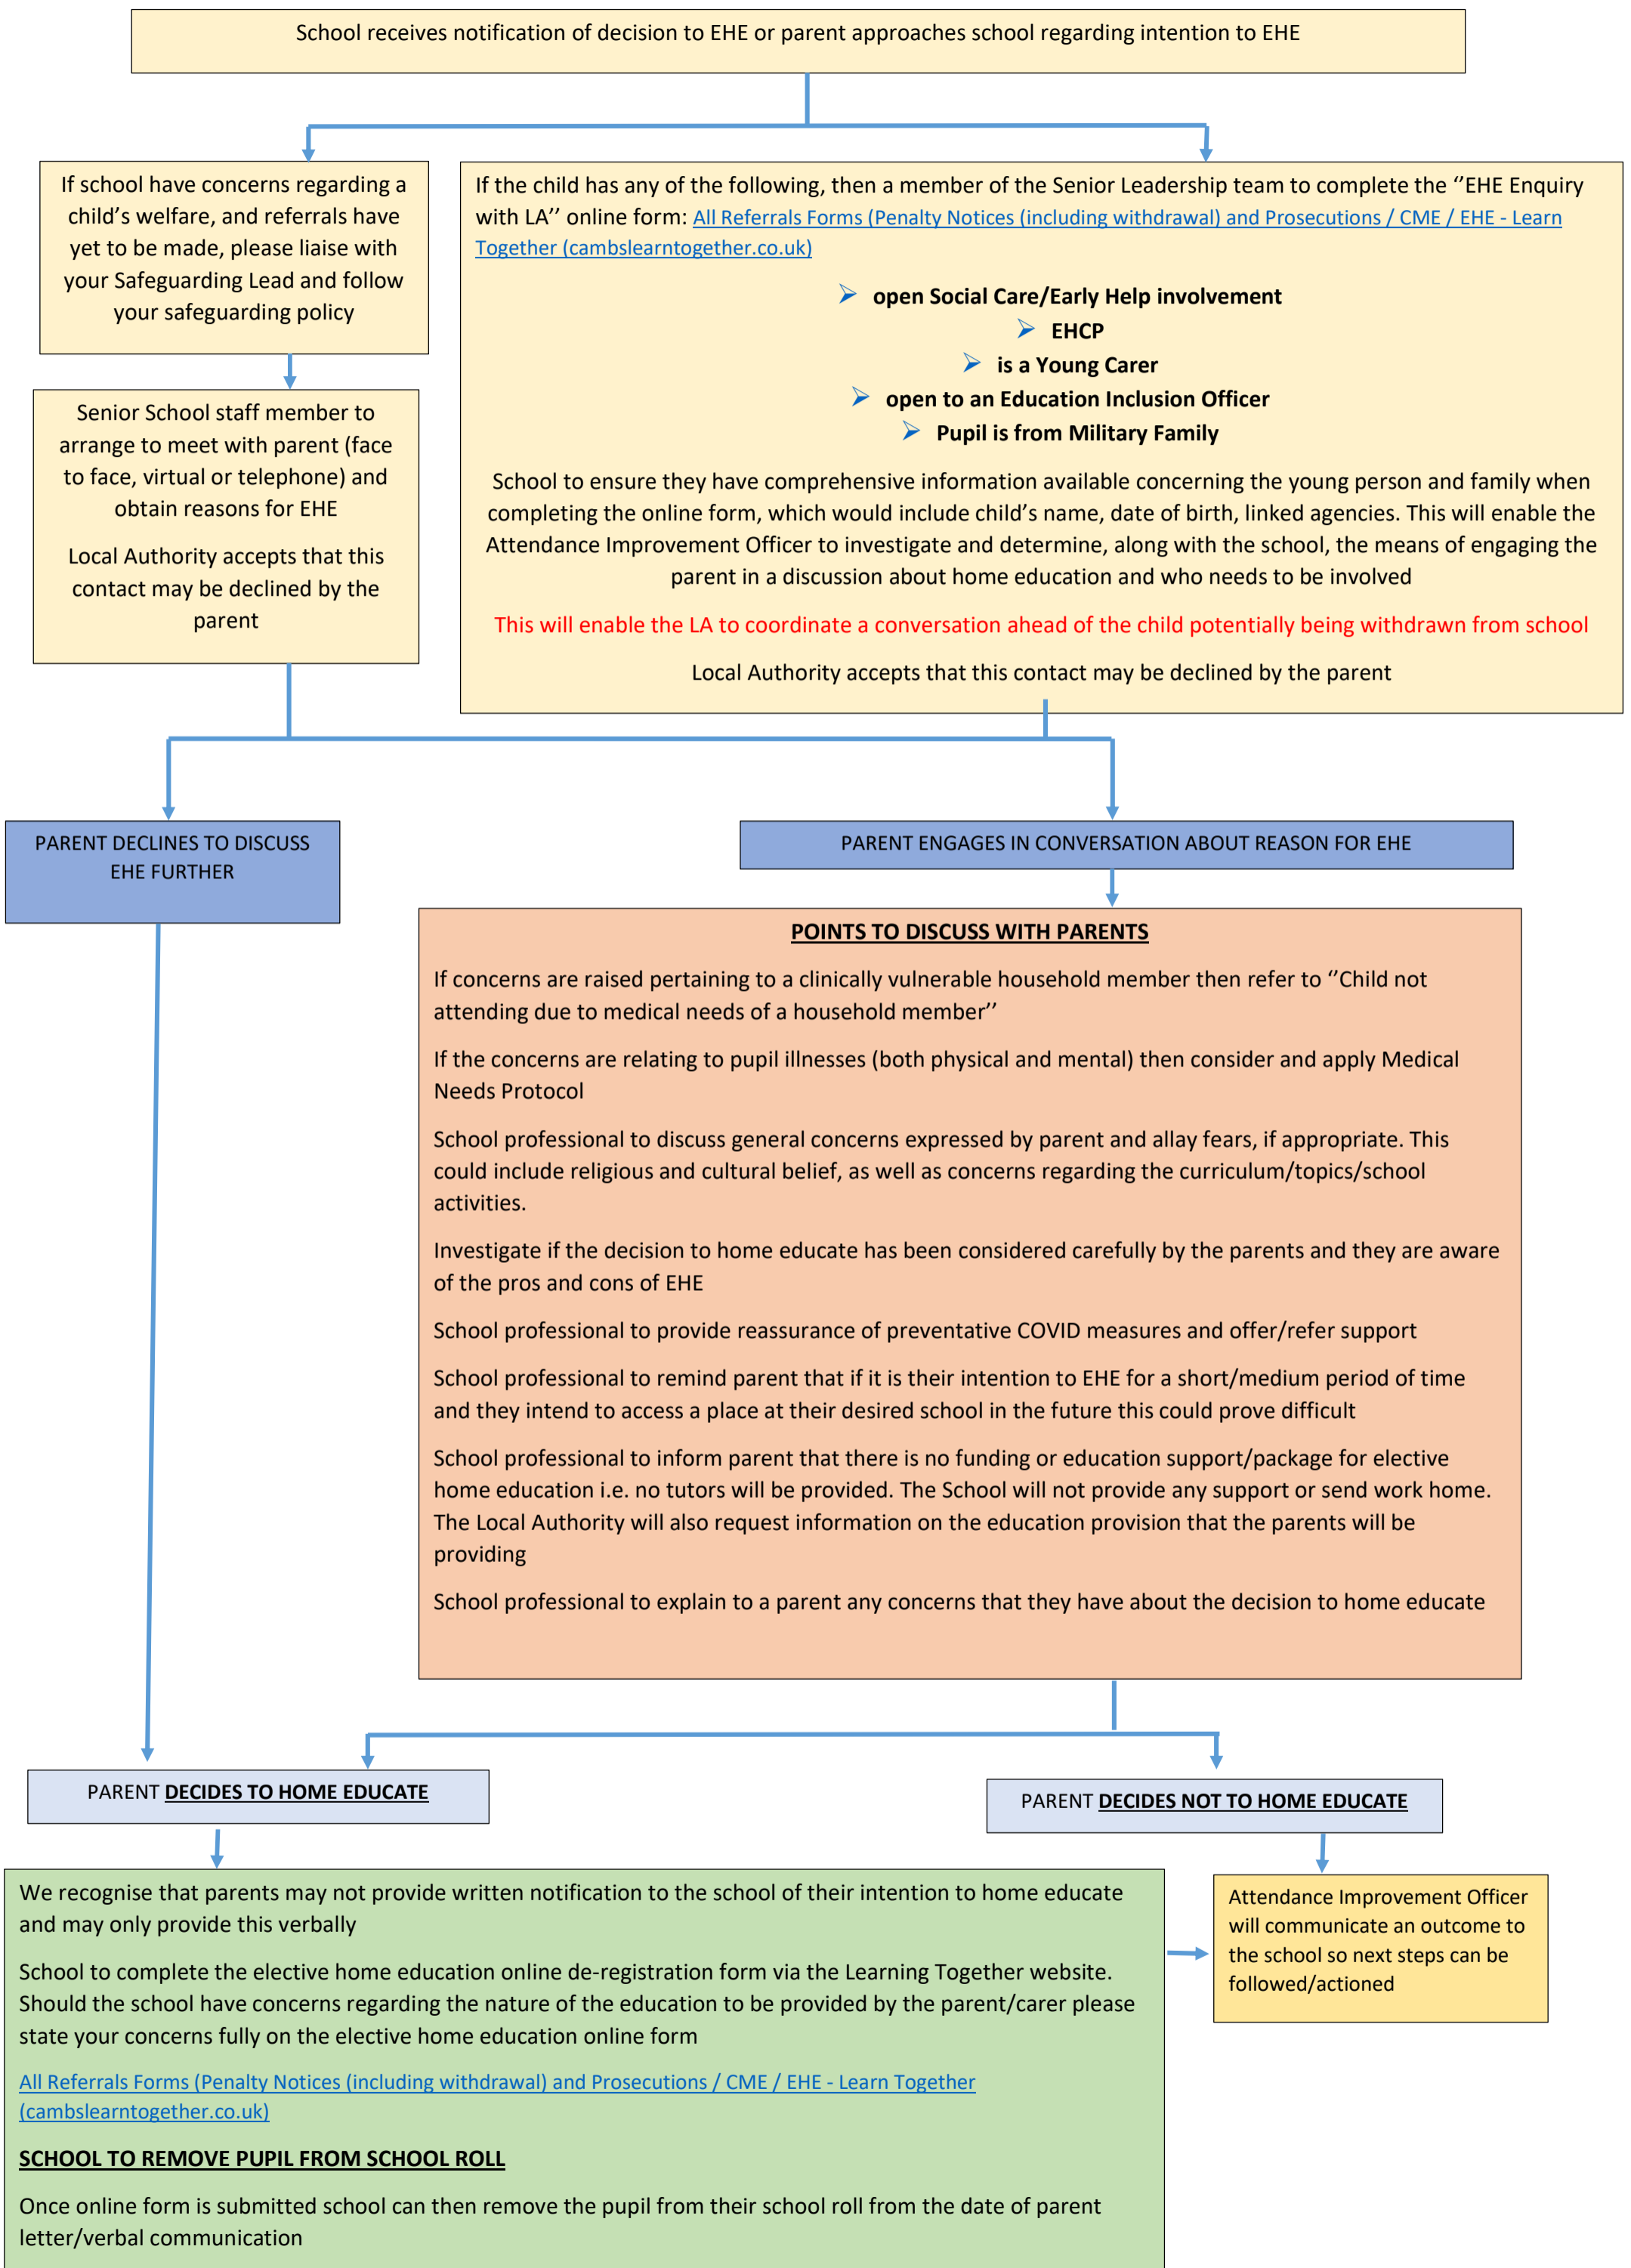 School receives notification of decision to EHE or parent approaches school regarding intention to EHE
If school have concerns regarding a
child’s welfare, and referrals have
yet to be made, please liaise with
your Safeguarding Lead and follow
your safeguarding policy
Senior School staff member to
arrange to meet with parent (face
to face, virtual or telephone) and
obtain reasons for EHE
Local Authority accepts that this
contact may be declined by the
parent
If the child has any of the following, then a member of the Senior Leadership team to complete the ‘’EHE Enquiry
with LA’’ online form: All Referrals Forms (Penalty Notices (including withdrawal) and Prosecutions / CME / EHE - Learn
Together (cambslearntogether.co.uk)
➢ open Social Care/Early Help involvement
➢ EHCP
➢ is a Young Carer
➢ open to an Education Inclusion Officer
➢ Pupil is from Military Family
School to ensure they have comprehensive information available concerning the young person and family when
completing the online form, which would include child’s name, date of birth, linked agencies. This will enable the
Attendance Improvement Officer to investigate and determine, along with the school, the means of engaging the
parent in a discussion about home education and who needs to be involved
This will enable the LA to coordinate a conversation ahead of the child potentially being withdrawn from school
Local Authority accepts that this contact may be declined by the parent
PARENT DECLINES TO DISCUSS
EHE FURTHER
PARENT ENGAGES IN CONVERSATION ABOUT REASON FOR EHE
POINTS TO DISCUSS WITH PARENTS
If concerns are raised pertaining to a clinically vulnerable household member then refer to ‘’Child not
attending due to medical needs of a household member’’
If the concerns are relating to pupil illnesses (both physical and mental) then consider and apply Medical
Needs Protocol
School professional to discuss general concerns expressed by parent and allay fears, if appropriate. This
could include religious and cultural belief, as well as concerns regarding the curriculum/topics/school
activities.
Investigate if the decision to home educate has been considered carefully by the parents and they are aware
of the pros and cons of EHE
School professional to provide reassurance of preventative COVID measures and offer/refer support
School professional to remind parent that if it is their intention to EHE for a short/medium period of time
and they intend to access a place at their desired school in the future this could prove difficult
School professional to inform parent that there is no funding or education support/package for elective
home education i.e. no tutors will be provided. The School will not provide any support or send work home.
The Local Authority will also request information on the education provision that the parents will be
providing
School professional to explain to a parent any concerns that they have about the decision to home educate
PARENT DECIDES TO HOME EDUCATE
PARENT DECIDES NOT TO HOME EDUCATE
We recognise that parents may not provide written notification to the school of their intention to home educate
and may only provide this verbally
School to complete the elective home education online de-registration form via the Learning Together website.
Should the school have concerns regarding the nature of the education to be provided by the parent/carer please
state your concerns fully on the elective home education online form
All Referrals Forms (Penalty Notices (including withdrawal) and Prosecutions / CME / EHE - Learn Together
(cambslearntogether.co.uk)
SCHOOL TO REMOVE PUPIL FROM SCHOOL ROLL
Once online form is submitted school can then remove the pupil from their school roll from the date of parent
letter/verbal communication
Attendance Improvement Officer
will communicate an outcome to
the school so next steps can be
followed/actioned